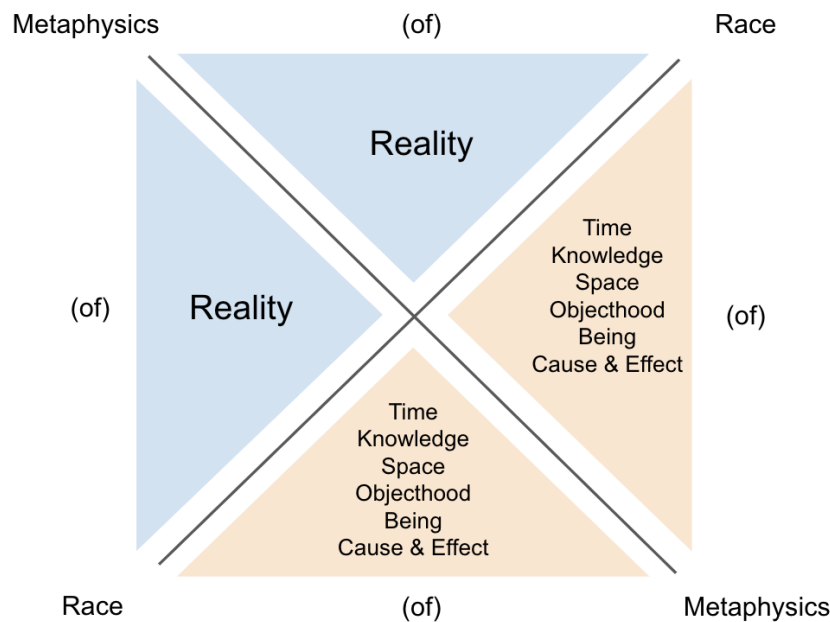 Metaphysics
(of)
Race
Reality
Reality
(of)
Time
Knowledge
Space
Objecthood
Being
Cause & Effect
(of)
Time
Knowledge
Space
Objecthood
Being
Cause & Effect
Race
(of)
Metaphysics